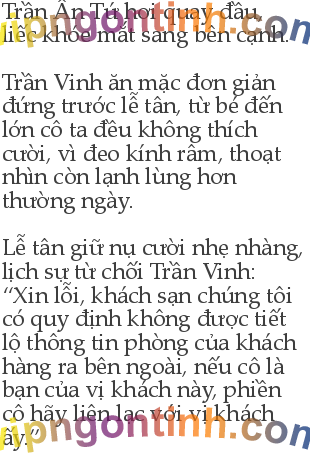 Trần Ân Tứ hơi quay đầu,
liếc khóe mắt sang bên cạnh.
Trần Vinh ăn mặc đơn giản
đứng trước lễ tân, từ bé đến
lớn cô ta đều không thích
cười, vì đeo kính râm, thoạt
nhìn còn lạnh lùng hơn
thường ngày.
Lễ tân giữ nụ cười nhẹ nhàng,
lịch sự từ chối Trần Vinh:
“Xin lỗi, khách sạn chúng tôi
có quy định không được tiết
lộ thông tin phòng của khách
hàng ra bên ngoài, nếu cô là
bạn của vị khách này, phiền
cô hãy liên lạc với vị khách
ấy.”